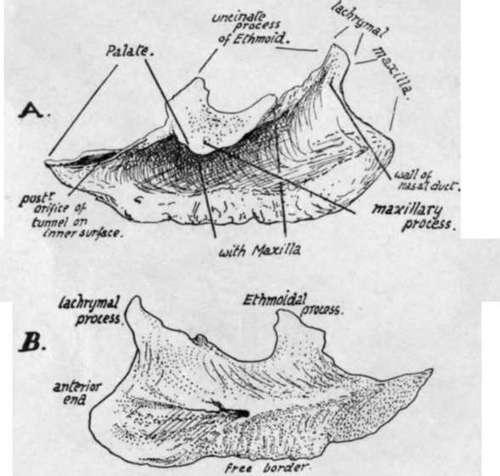 uncinate
process
of Ethmoid.
lachrymal
maxilla.
Palate.
A.
wall of
nasal duct.
postr
orifice of
tunnel on
inner surface.
maxillary
process.
with Maxilla
lachrymal
process.
Ethmoidal
process.
B.
anterior
end
Free border.